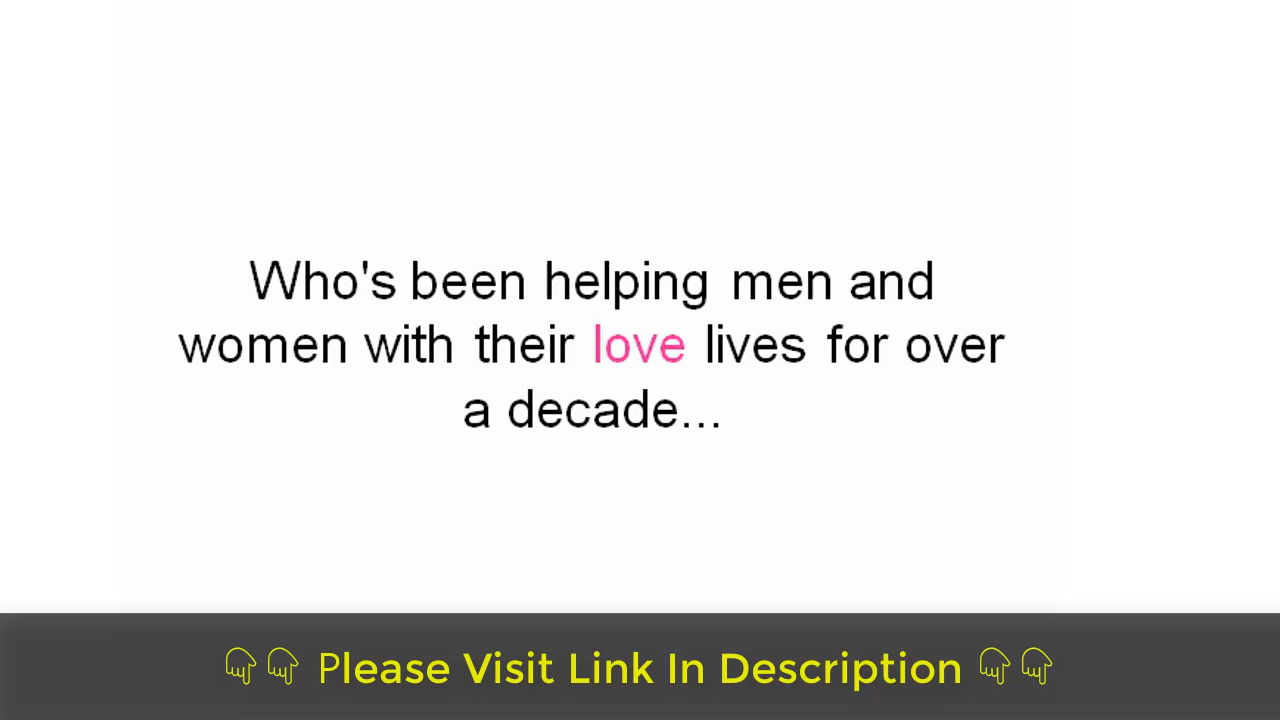 Who's been helping men and
women with their love lives for over
a decade...
👇👇 Please Visit Link In Description 👇👇